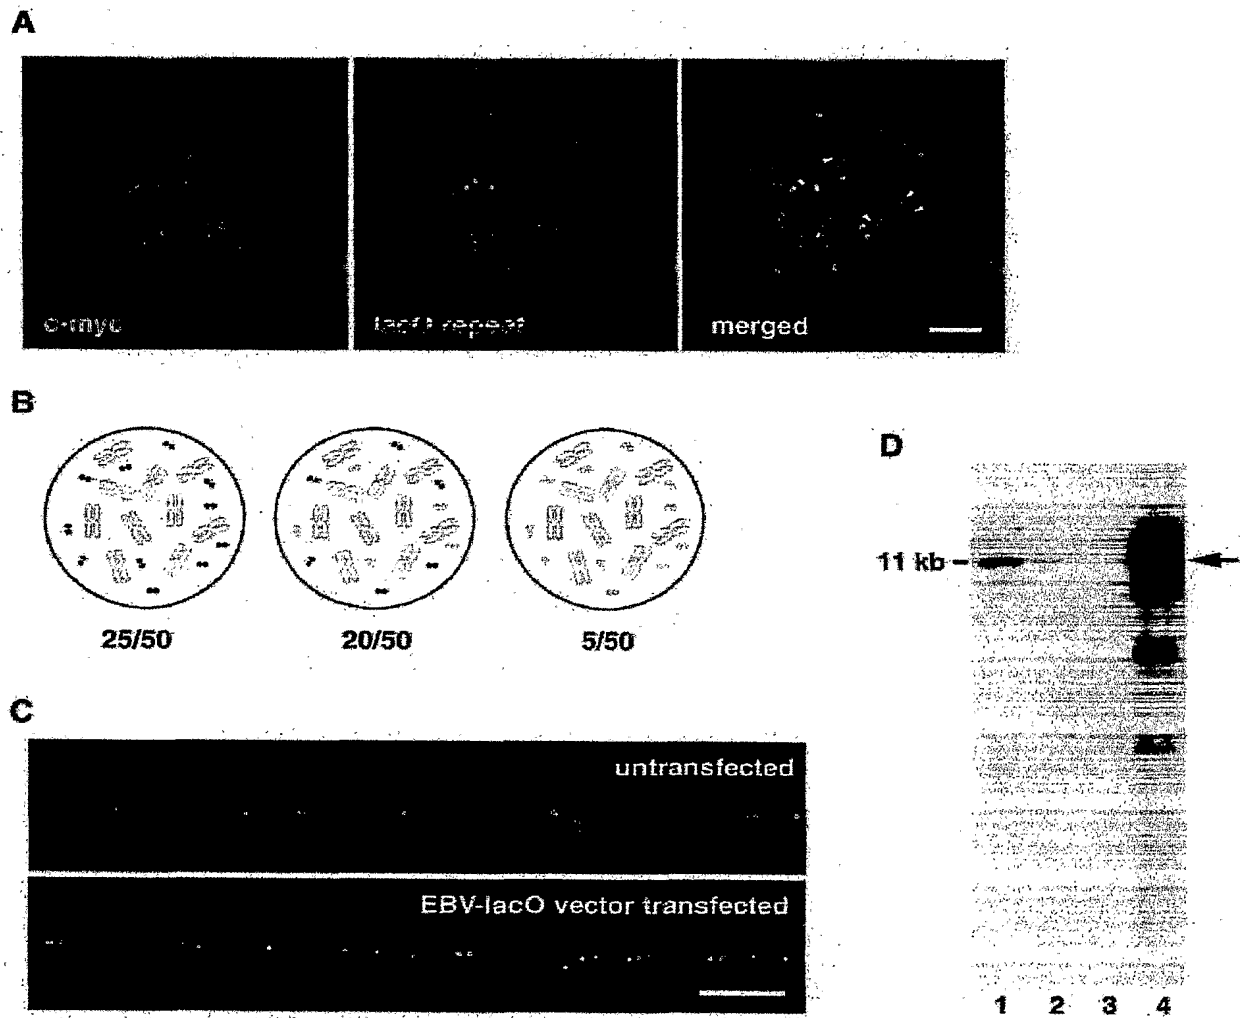 A
c-myc
lacO repeat
merged
B
25/50
20/50
5/50
C
untransfected
EBV-lacO vector transfected
D
11 kb
1 2 3 4